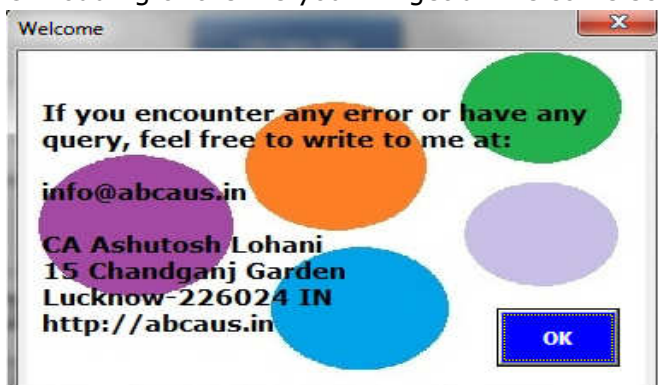 Welcome
If you encounter any error or have any
query, feel free to write to me at:
info@abcaus.in
CA Ashutosh Lohani
15 Chandganj Garden
Lucknow-226024 IN
http://abcaus.in
OK